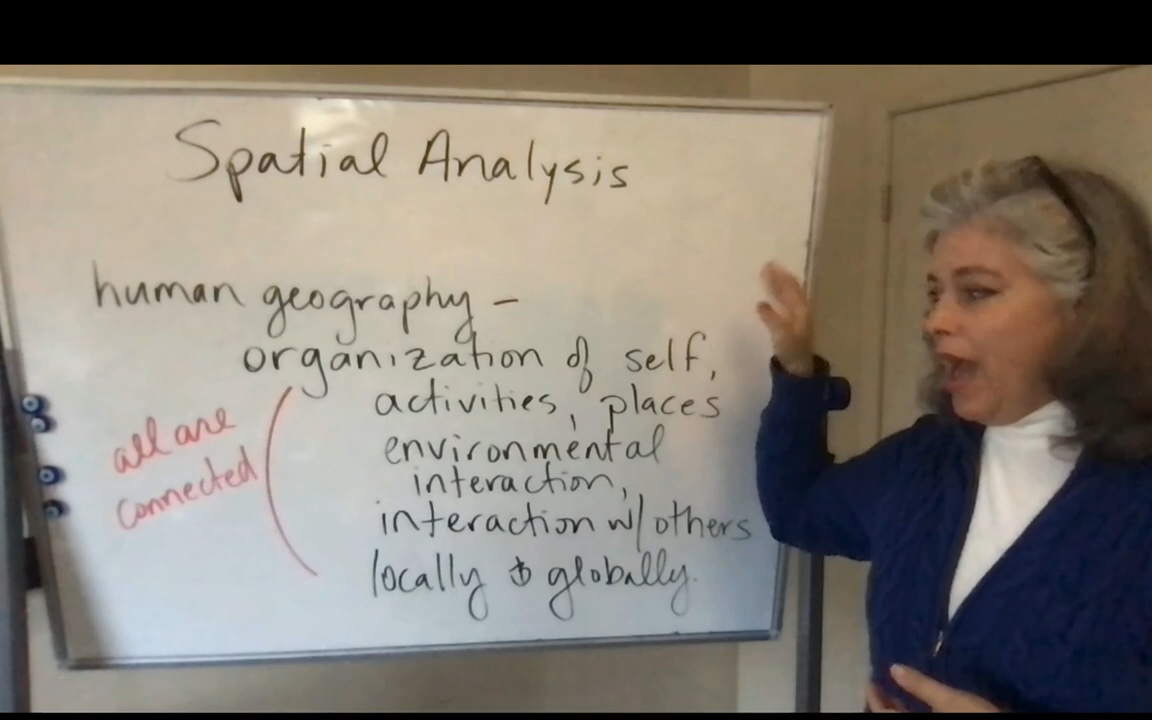 Spatial Analysis
human geography -
organization of self,
activities, places
environmental
interaction,
interaction w/ others
locally & globally.
all are
connected